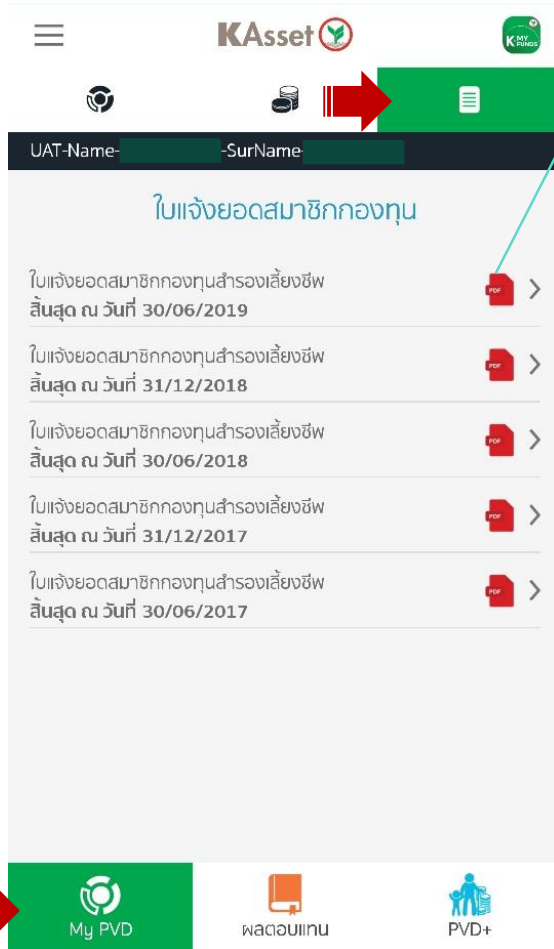 KAsset
K MY FUNDS
UAT-Name- -SurName-
ใบแจ้งยอดสมาชิกกองทุน
ใบแจ้งยอดสมาชิกกองทุนสำรองเลี้ยงชีพ
สิ้นสุด ณ วันที่ 30/06/2019
PDF
ใบแจ้งยอดสมาชิกกองทุนสำรองเลี้ยงชีพ
สิ้นสุด ณ วันที่ 31/12/2018
PDF
ใบแจ้งยอดสมาชิกกองทุนสำรองเลี้ยงชีพ
สิ้นสุด ณ วันที่ 30/06/2018
PDF
ใบแจ้งยอดสมาชิกกองทุนสำรองเลี้ยงชีพ
สิ้นสุด ณ วันที่ 31/12/2017
PDF
ใบแจ้งยอดสมาชิกกองทุนสำรองเลี้ยงชีพ
สิ้นสุด ณ วันที่ 30/06/2017
PDF
My PVD
ผลตอบแทน
PVD+